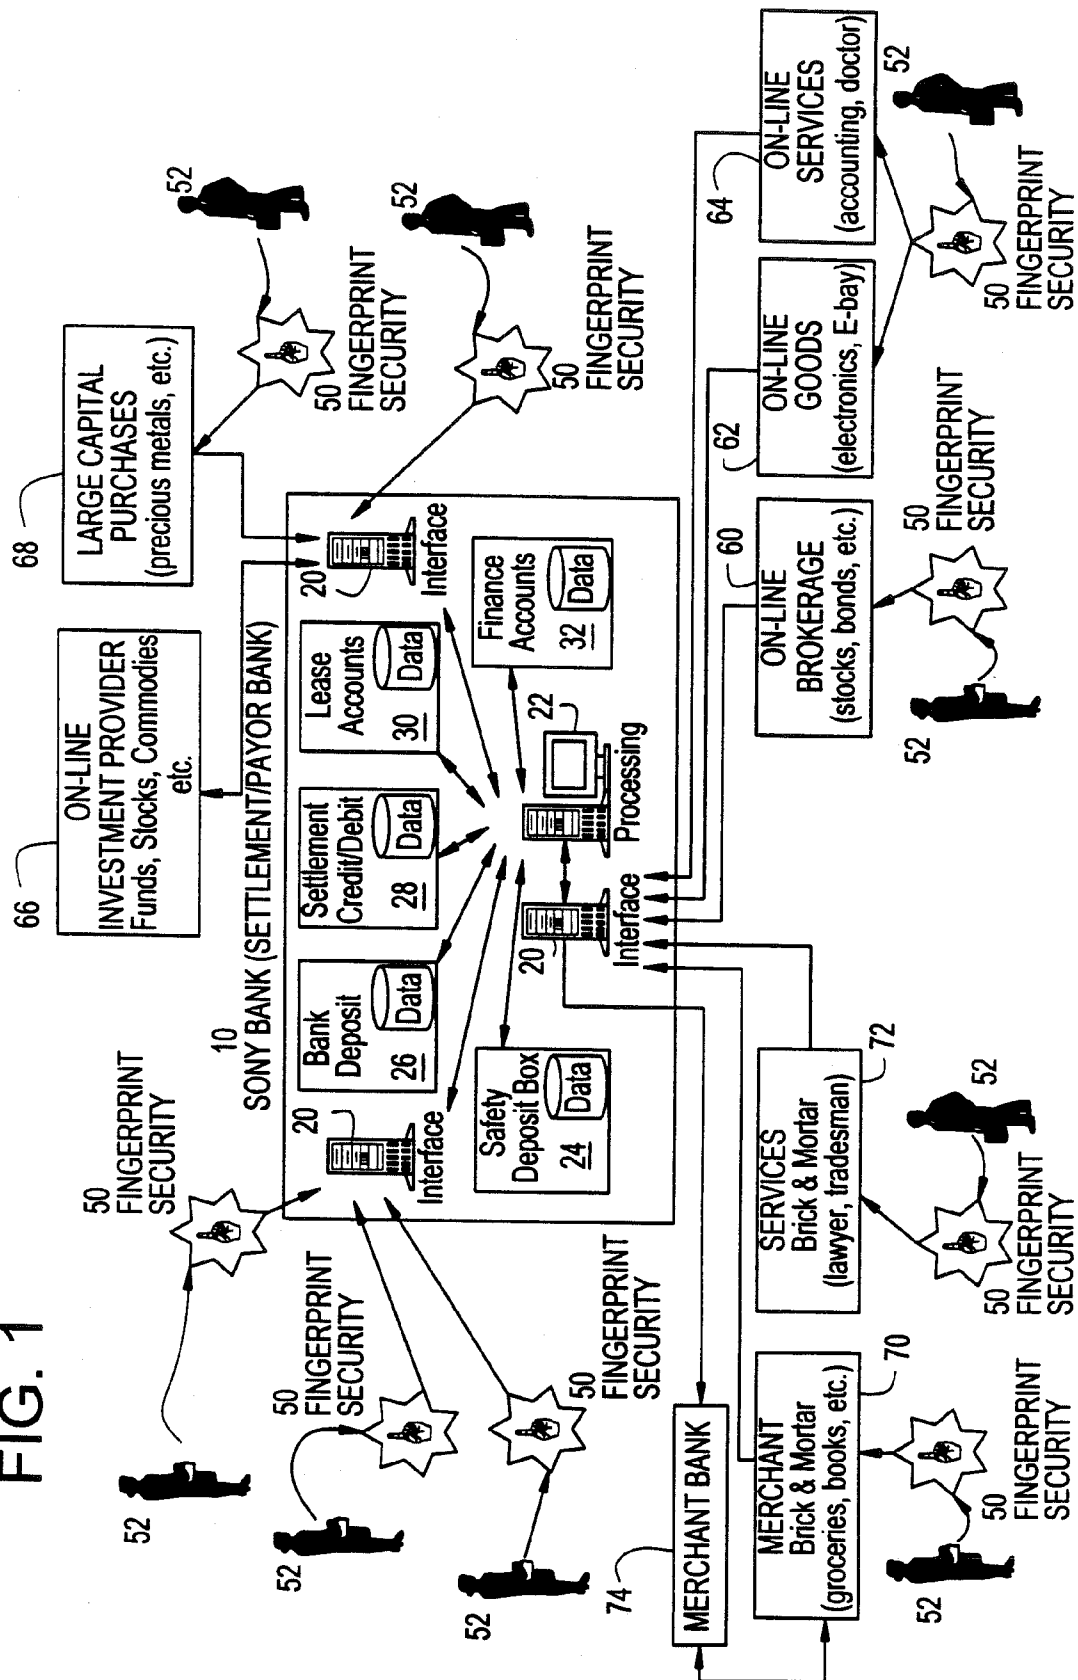 FIG. 1
52
50
FINGERPRINT
SECURITY
52
50
FINGERPRINT
SECURITY
52
50
FINGERPRINT
SECURITY
10
SONY BANK (SETTLEMENT/PAYOR BANK)
66
ON-LINE
INVESTMENT PROVIDER
Funds, Stocks, Commodies
etc.
68
LARGE CAPITAL
PURCHASES
(precious metals, etc.)
50
FINGERPRINT
SECURITY
52
50
FINGERPRINT
SECURITY
52
20
Interface
Bank
Deposit
26
Data
Settlement
Credit/Debit
28
Data
Lease
Accounts
30
Data
20
Interface
Safety
Deposit Box
24
Data
20
Interface
22
Processing
Finance
Accounts
32
Data
74
MERCHANT BANK
70
MERCHANT
Brick & Mortar
(groceries, books, etc.)
52
50
FINGERPRINT
SECURITY
72
SERVICES
Brick & Mortar
(lawyer, tradesman)
50
FINGERPRINT
SECURITY
52
60
ON-LINE
BROKERAGE
(stocks, bonds, etc.)
52
50
FINGERPRINT
SECURITY
62
ON-LINE
GOODS
(electronics, E-bay)
64
ON-LINE
SERVICES
(accounting, doctor)
50
FINGERPRINT
SECURITY
52